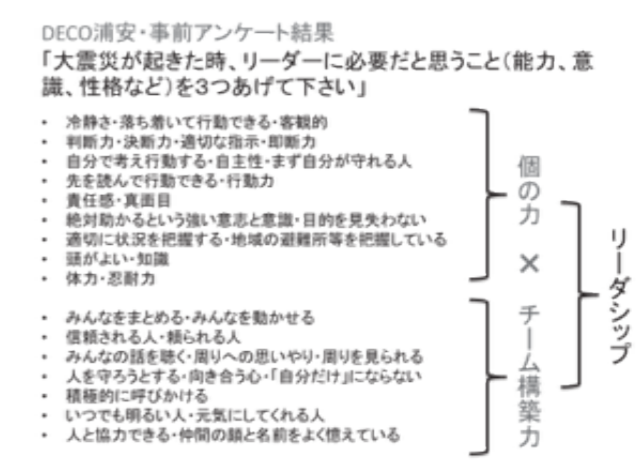 DECO浦安・事前アンケート結果
「大震災が起きた時、リーダーに必要だと思うこと（能力、意
識、性格など）を３つあげて下さい」
・ 冷静さ・落ち着いて行動できる・客観的
・ 判断力・決断力・適切な指示・即断力
・ 自分で考え行動する・自主性・まず自分が守れる人
・ 先を読んで行動できる・行動力
・ 責任感・真面目
・ 絶対助かるという強い意志と意識・目的を見失わない
・ 適切に状況を把握する・地域の避難所等を把握している
・ 頭がよい・知識
・ 体力・忍耐力
個の力
×
・ みんなをまとめる・みんなを動かせる
・ 信頼される人・頼られる人
・ みんなの話を聴く・周りへの思いやり・周りを見られる
・ 人を守ろうとする・向き合う心・「自分だけ」にならない
・ 積極的に呼びかける
・ いつでも明るい人・元気にしてくれる人
・ 人と協力できる・仲間の顔と名前をよく憶えている
チーム構築力
リーダシップ